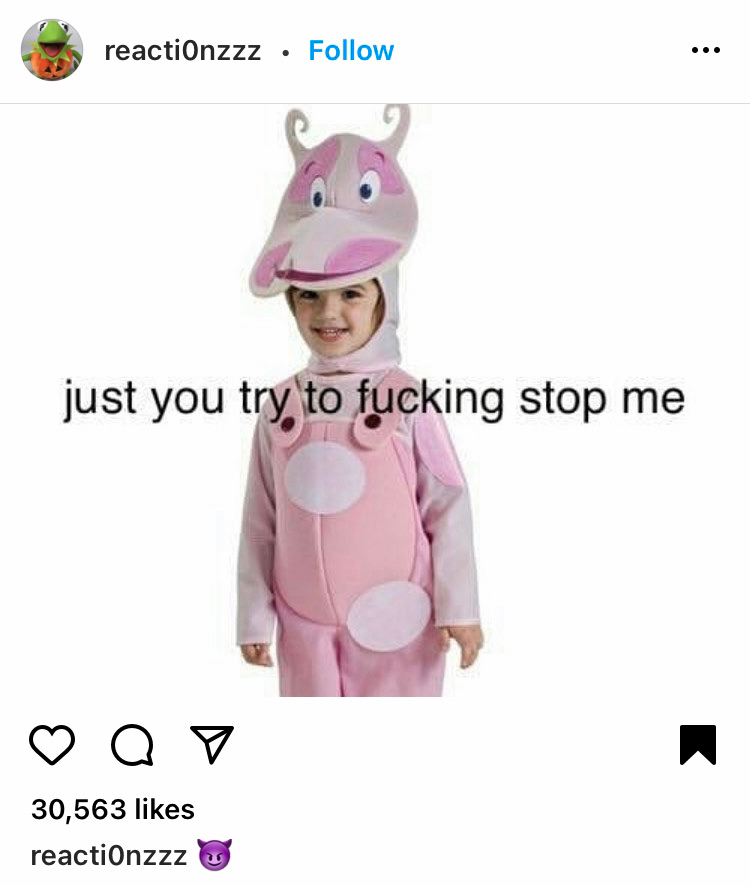 reacti0nzzz • Follow
just you try to fucking stop me
30,563 likes
reacti0nzzz 😈